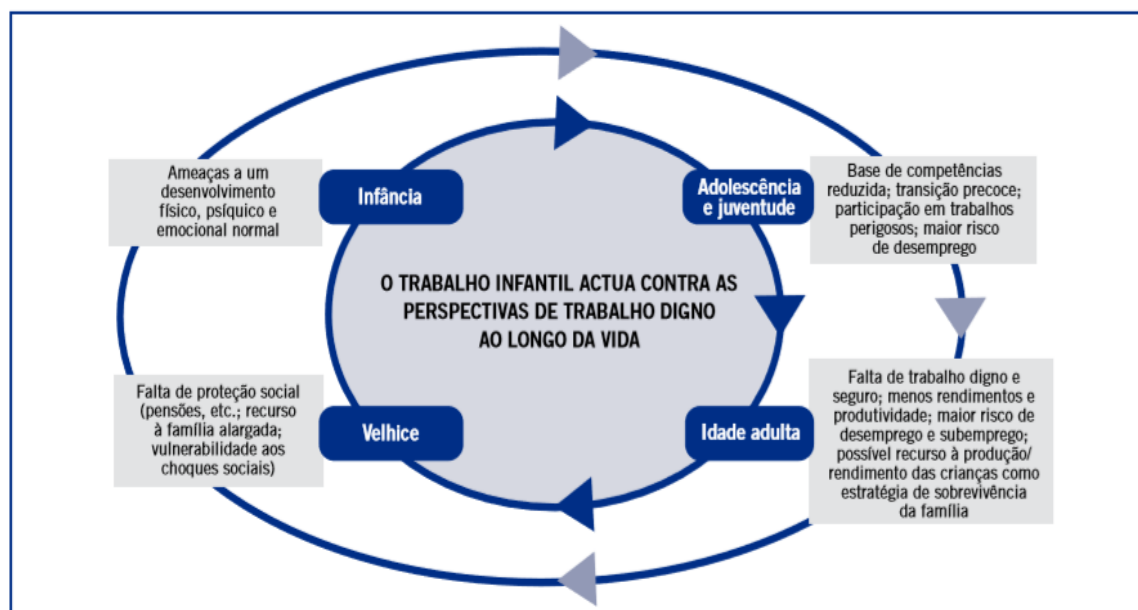 Ameaças a um
desenvolvimento
físico, psíquico e
emocional normal
Infância
Adolescência
e juventude
Base de competências
reduzida; transição precoce;
participação em trabalhos
perigosos; maior risco
de desemprego
O TRABALHO INFANTIL ACTUA CONTRA AS
PERSPECTIVAS DE TRABALHO DIGNO
AO LONGO DA VIDA
Falta de proteção social
(pensões, etc.; recurso
à família alargada;
vulnerabilidade aos
choques sociais)
Velhice
Idade adulta
Falta de trabalho digno e
seguro; menos rendimentos e
produtividade; maior risco de
desemprego e subemprego;
possível recurso à produção/
rendimento das crianças como
estratégia de sobrevivência
da família